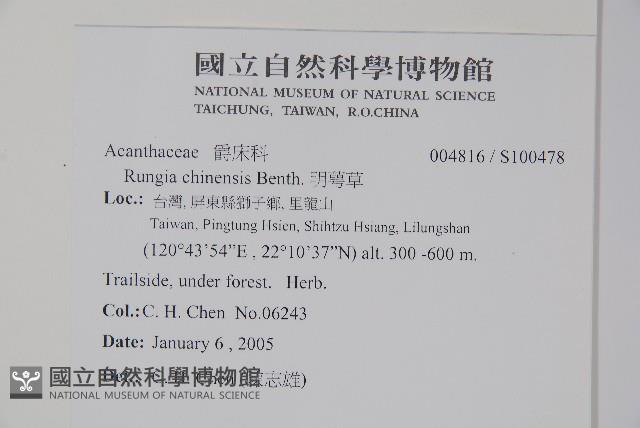 國立自然科學博物館
NATIONAL MUSEUM OF NATURAL SCIENCE
TAICHUNG, TAIWAN, R.O.CHINA
Acanthaceae 爵床科 004816 / S100478
Rungia chinensis Benth. 明萼草
Loc.: 台灣, 屏東縣獅子鄉, 里龍山
Taiwan, Pingtung Hsien, Shihtzu Hsiang, Lilungshan
(120°43’54”E , 22°10’37”N) alt. 300 -600 m.
Trailside, under forest. Herb.
Col.: C. H. Chen No.06243
Date: January 6 , 2005
志雄)
國立自然科學博物館
NATIONAL MUSEUM OF NATURAL SCIENCE